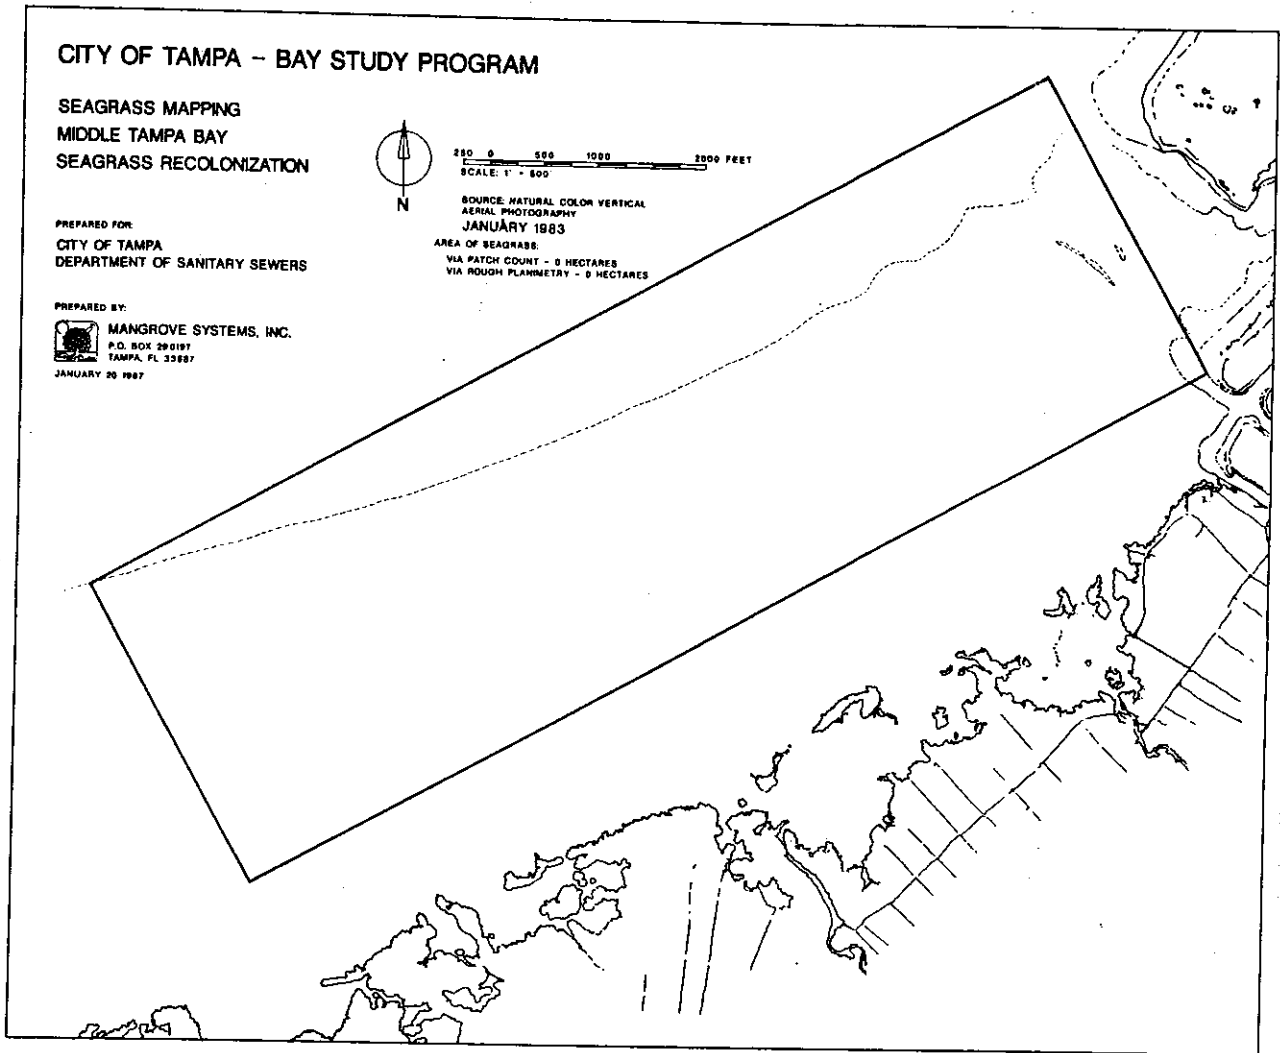 CITY OF TAMPA - BAY STUDY PROGRAM
SEAGRASS MAPPING
MIDDLE TAMPA BAY
SEAGRASS RECOLONIZATION
PREPARED FOR:
CITY OF TAMPA
DEPARTMENT OF SANITARY SEWERS
PREPARED BY:
MANGROVE SYSTEMS, INC.
P.O. BOX 290197
TAMPA, FL 33687
JANUARY 20 1987
N
250 0 500 1000 2000 FEET
SCALE: 1" - 500'
SOURCE: NATURAL COLOR VERTICAL
AERIAL PHOTOGRAPHY
JANUARY 1983
AREA OF SEAGRASS:
VIA PATCH COUNT - 0 HECTARES
VIA ROUGH PLANIMETRY - 0 HECTARES